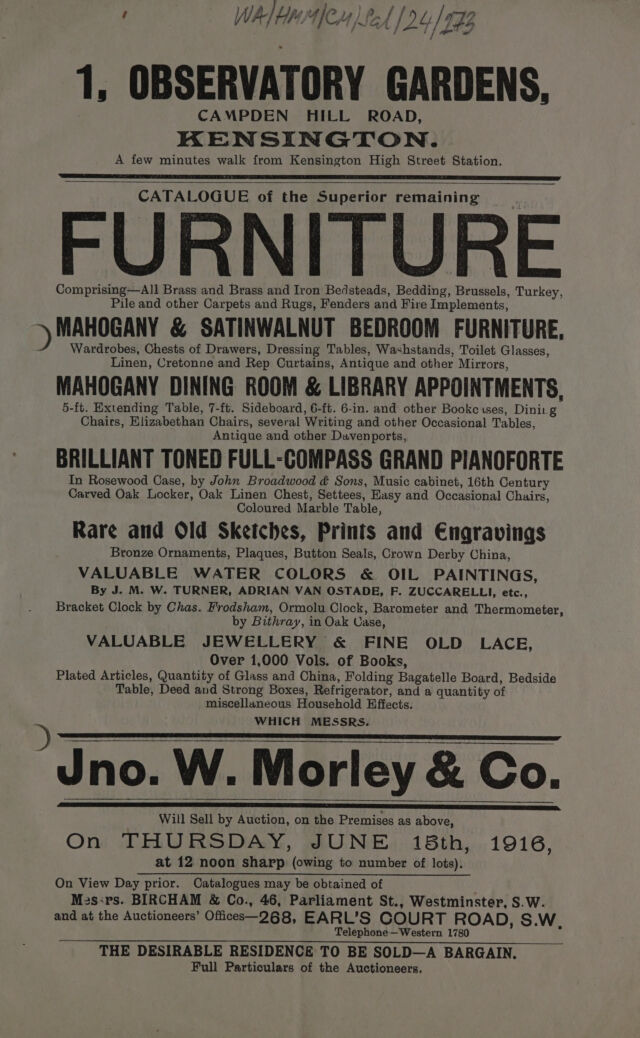 WA/HMM/CM/Sal/24/273
1, OBSERVATORY GARDENS,
CAMPDEN HILL ROAD,
KENSINGTON.
A few minutes walk from Kensington High Street Station.
CATALOGUE of the Superior remaining
FURNITURE
Comprising—All Brass and Brass and Iron Bedsteads, Bedding, Brussels, Turkey,
Pile and other Carpets and Rugs, Fenders and Fire Implements,
MAHOGANY & SATINWALNUT BEDROOM FURNITURE,
Wardrobes, Chests of Drawers, Dressing Tables, Washstands, Toilet Glasses,
Linen, Cretonne and Rep Curtains, Antique and other Mirrors,
MAHOGANY DINING ROOM & LIBRARY APPOINTMENTS,
5-ft. Extending Table, 7-ft. Sideboard, 6-ft. 6-in. and other Bookcases, Dining
Chairs, Elizabethan Chairs, several Writing and other Occasional Tables,
Antique and other Davenports,
BRILLIANT TONED FULL-COMPASS GRAND PIANOFORTE
In Rosewood Case, by John Broadwood & Sons, Music cabinet, 16th Century
Carved Oak Locker, Oak Linen Chest, Settees, Easy and Occasional Chairs,
Coloured Marble Table,
Rare and Old Sketches, Prints and Engravings
Bronze Ornaments, Plaques, Button Seals, Crown Derby China,
VALUABLE WATER COLORS & OIL PAINTINGS,
By J. M. W. TURNER, ADRIAN VAN OSTADE, F. ZUCCARELLI, etc.,
Bracket Clock by Chas. Frodsham, Ormolu Clock, Barometer and Thermometer,
by Bithray, in Oak Case,
VALUABLE JEWELLERY & FINE OLD LACE,
Over 1,000 Vols. of Books,
Plated Articles, Quantity of Glass and China, Folding Bagatelle Board, Bedside
Table, Deed and Strong Boxes, Refrigerator, and a quantity of
miscellaneous Household Effects.
WHICH MESSRS.
Jno. W. Morley & Co.
Will Sell by Auction, on the Premises as above,
On THURSDAY, JUNE 15th, 1916,
at 12 noon sharp (owing to number of lots).
On View Day prior. Catalogues may be obtained of
Messrs. BIRCHAM & Co., 46, Parliament St., Westminster, S.W.
and at the Auctioneers' Offices—268, EARL'S COURT ROAD, S.W.
Telephone—Western 1780
THE DESIRABLE RESIDENCE TO BE SOLD—A BARGAIN.
Full Particulars of the Auctioneers.